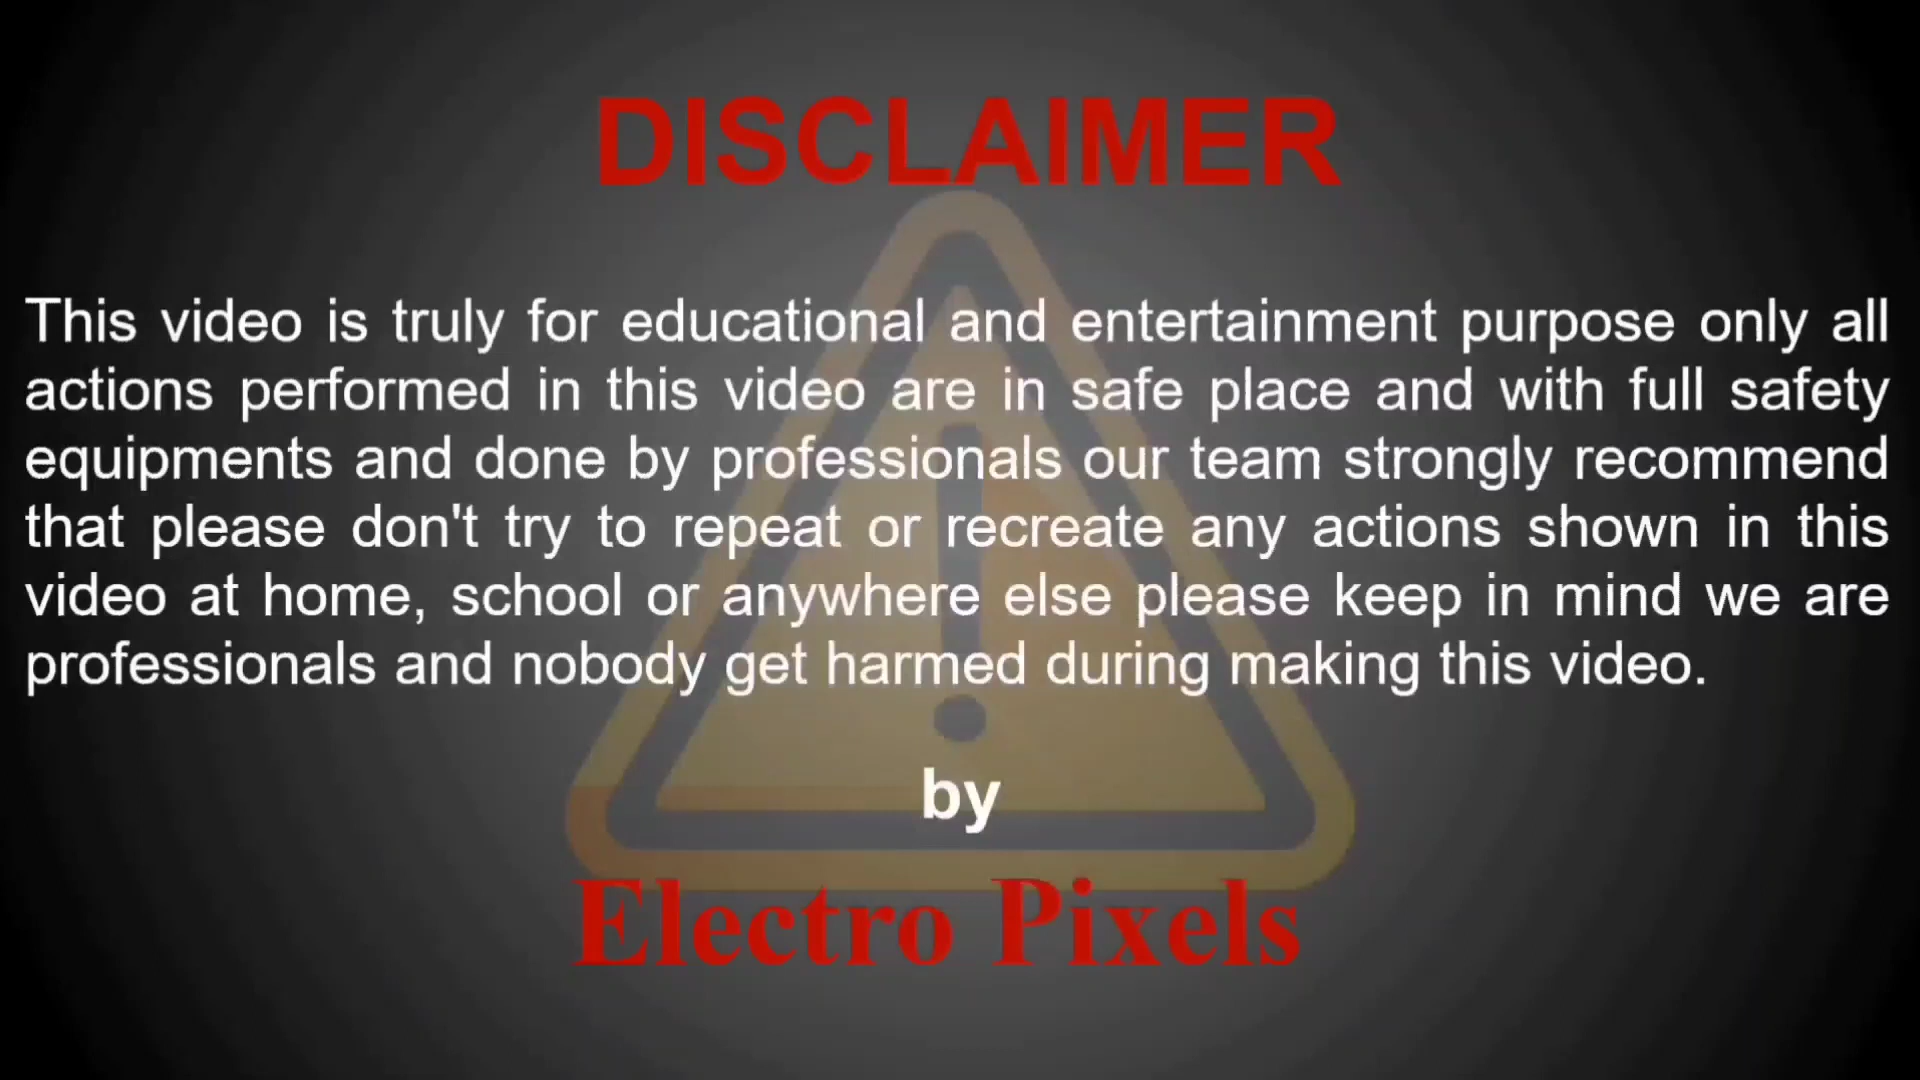 DISCLAIMER
This video is truly for educational and entertainment purpose only all
actions performed in this video are in safe place and with full safety
equipments and done by professionals our team strongly recommend
that please don't try to repeat or recreate any actions shown in this
video at home, school or anywhere else please keep in mind we are
professionals and nobody get harmed during making this video.
by
Electro Pixels